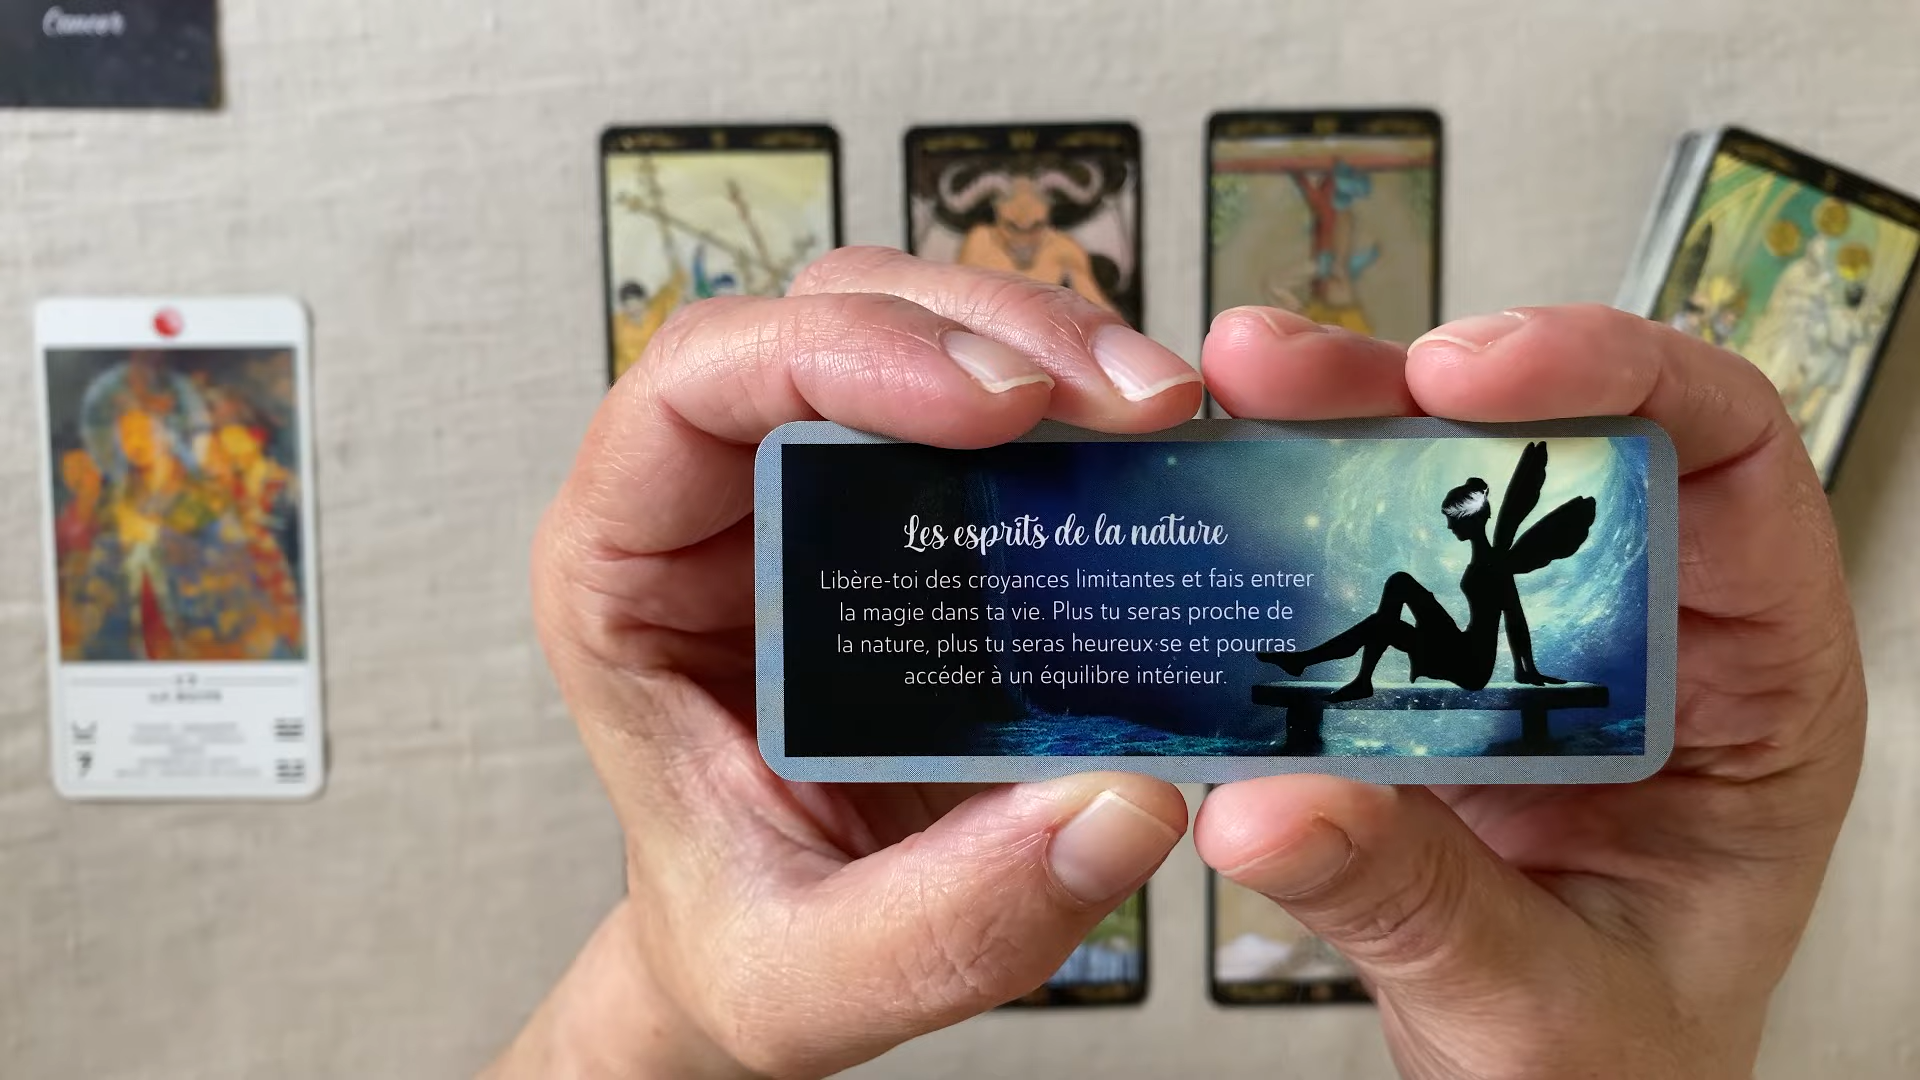 Cancer
Les esprits de la nature
Libère-toi des croyances limitantes et fais entrer
la magie dans ta vie. Plus tu seras proche de
la nature, plus tu seras heureux·se et pourras
accéder à un équilibre intérieur.